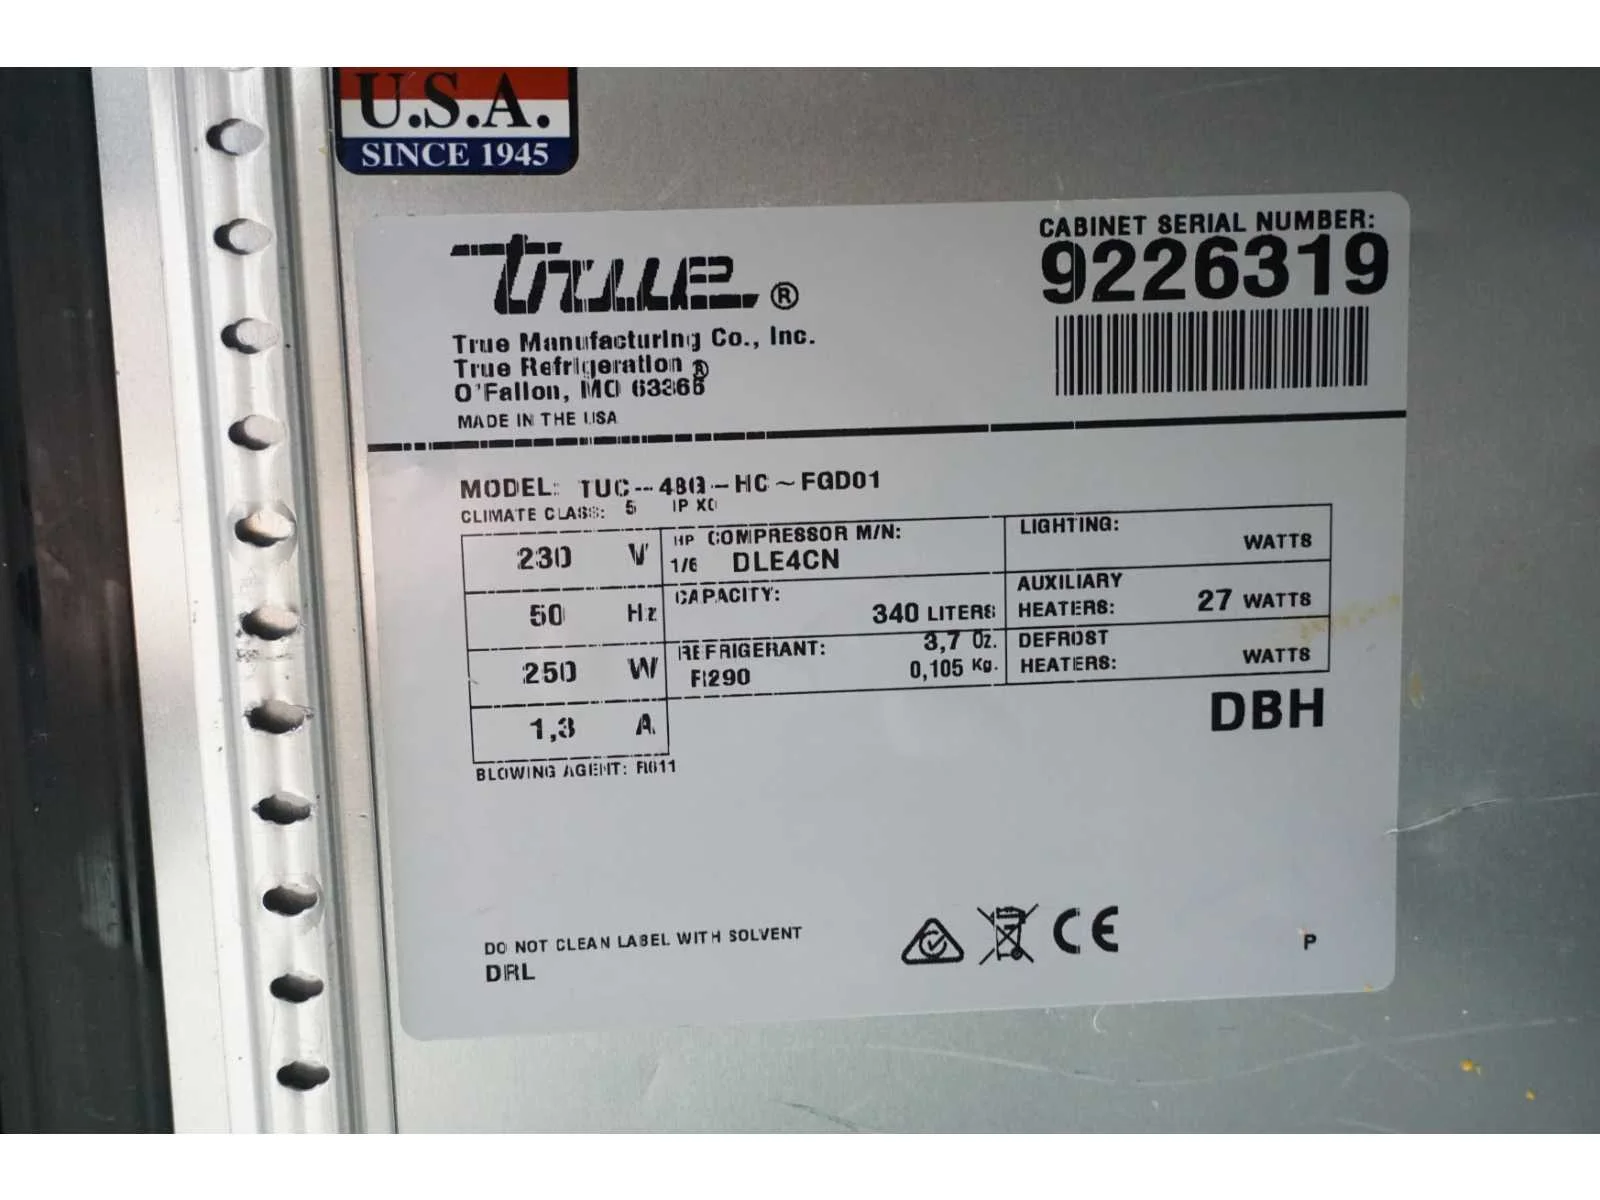 U.S.A.
SINCE 1945
true®
True Manufacturing Co., Inc.
True Refrigeration ®
O'Fallon, MO 63366
MADE IN THE USA
CABINET SERIAL NUMBER:
9226319
MODEL: TUC-48G-HC~FGD01
CLIMATE CLASS: 5 IP X0
230 V
50 Hz
250 W
1,3 A
HP COMPRESSOR M/N:
1/6 DLE4CN
CAPACITY:
340 LITERS
REFRIGERANT: 3,7 Oz.
R290 0,105 Kg.
LIGHTING:
WATTS
AUXILIARY
HEATERS: 27 WATTS
DEFROST
HEATERS: WATTS
DBH
BLOWING AGENT: R611
DO NOT CLEAN LABEL WITH SOLVENT
DRL
CE
P